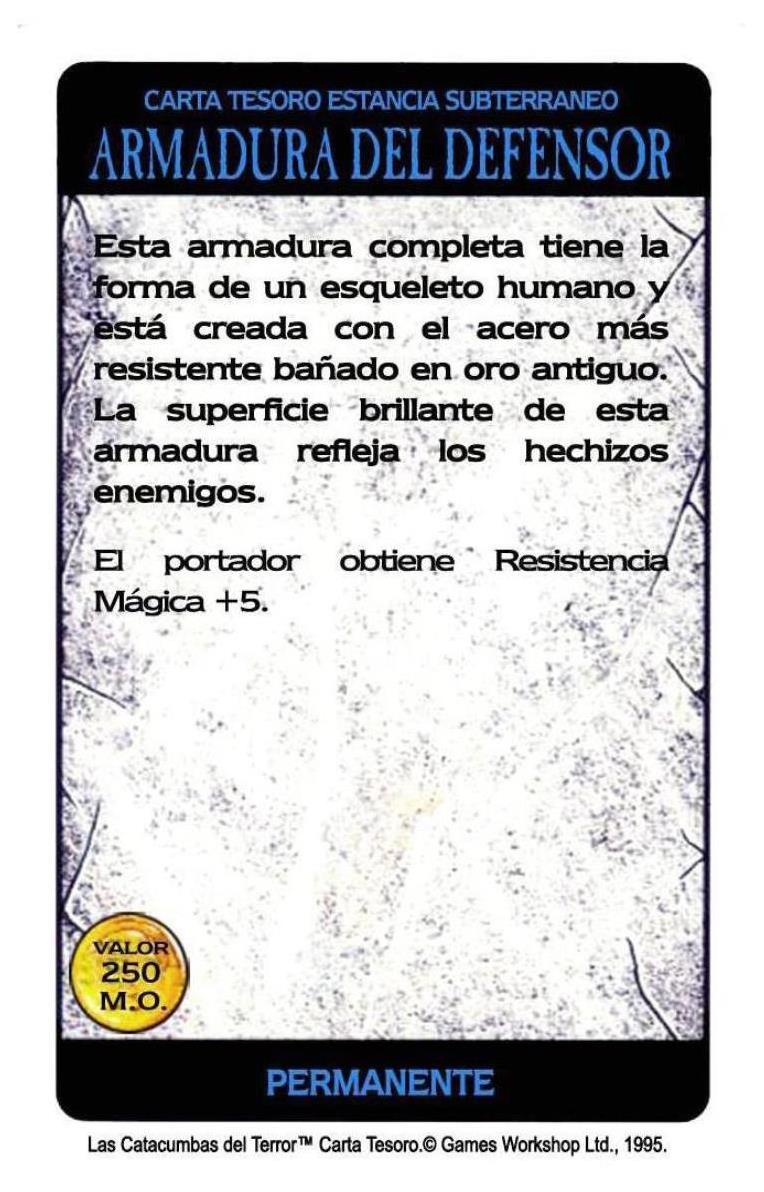 CARTA TESORO ESTANCIA SUBTERRANEO
ARMADURA DEL DEFENSOR
Esta armadura completa tiene la
forma de un esqueleto humano y
está creada con el acero más
resistente bañado en oro antiguo.
La superficie brillante de esta
armadura refleja los hechizos
enemigos.
El portador obtiene Resistencia
Mágica +5.
VALOR
250
M.O.
PERMANENTE
Las Catacumbas del Terror™ Carta Tesoro.© Games Workshop Ltd., 1995.